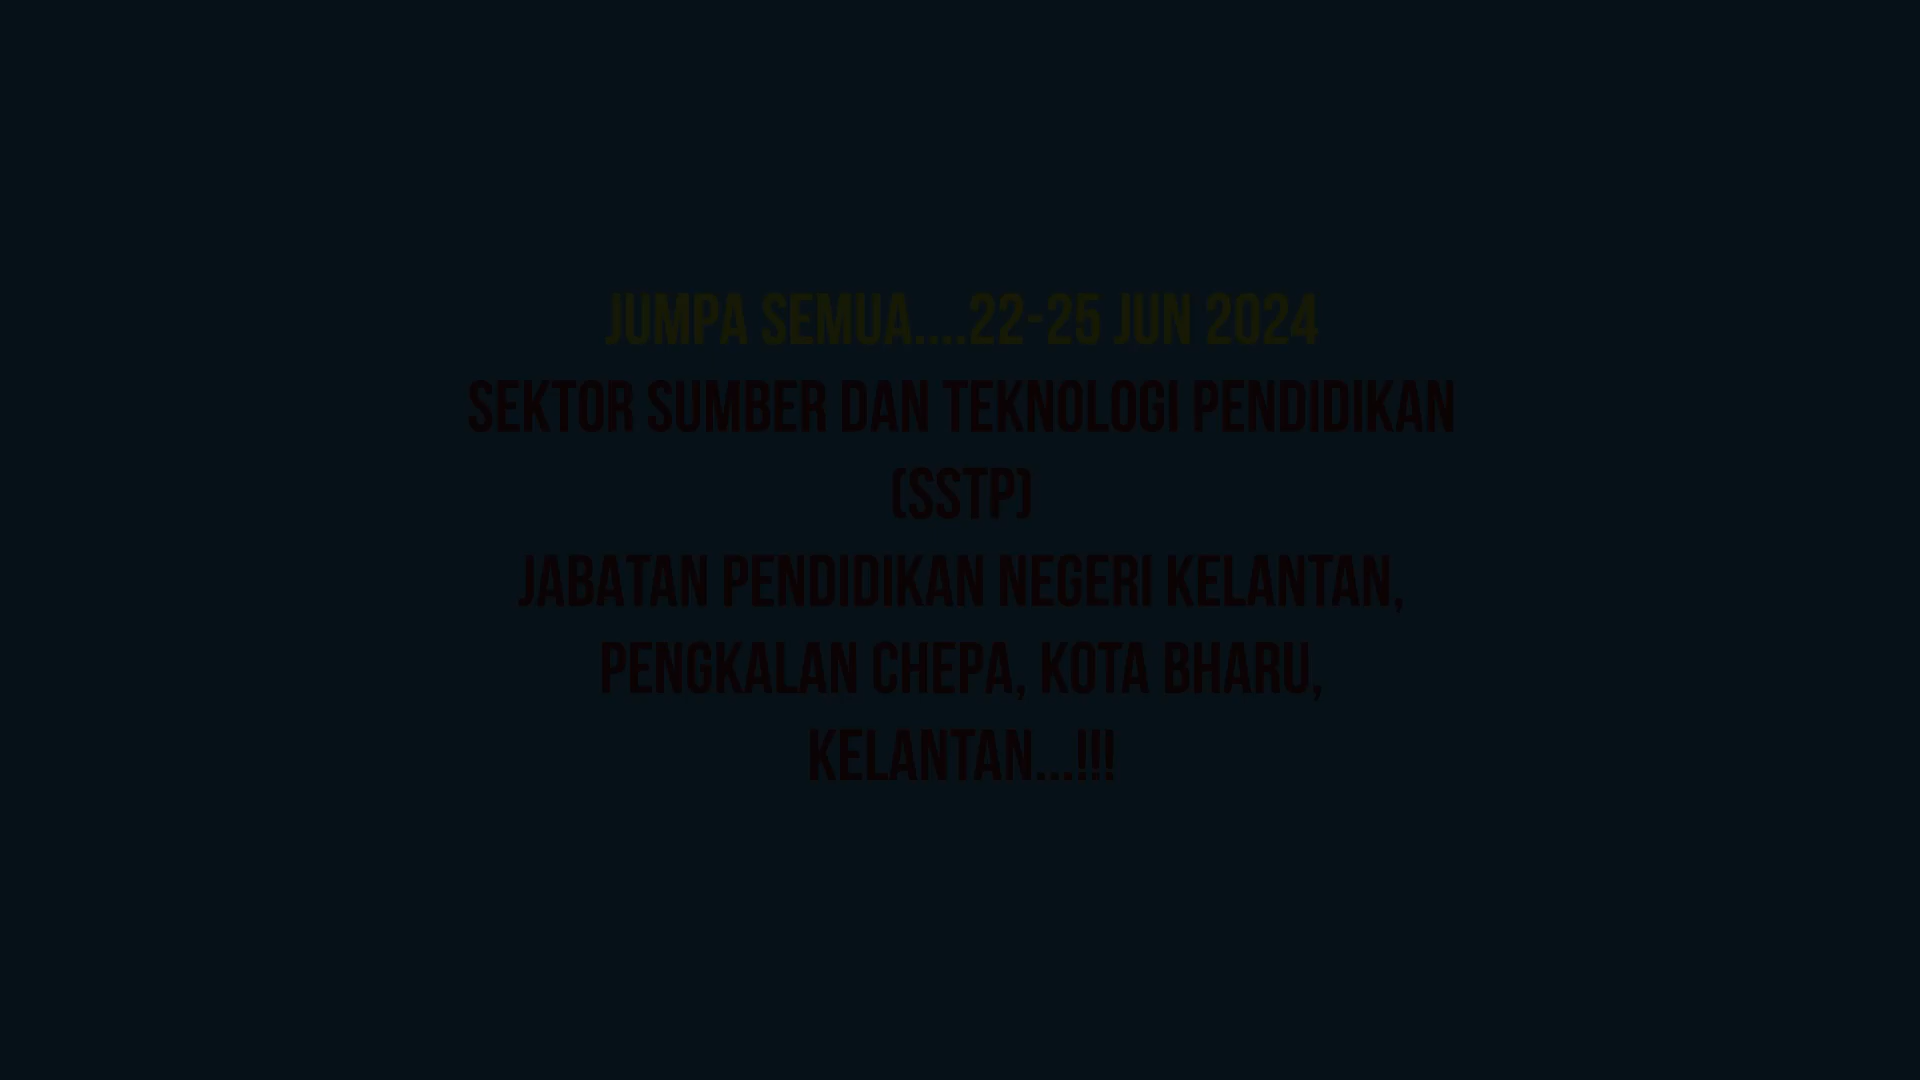 JUMPA SEMUA....22-25 JUN 2024
SEKTOR SUMBER DAN TEKNOLOGI PENDIDIKAN
(SSTP)
JABATAN PENDIDIKAN NEGERI KELANTAN,
PENGKALAN CHEPA, KOTA BHARU,
KELANTAN...!!!